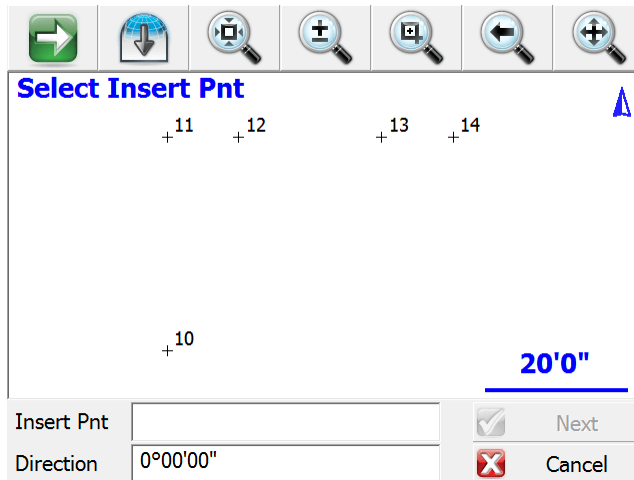 Select Insert Pnt
11 12 13 14
10
20'0"
Insert Pnt Next
Direction 0°00'00" Cancel